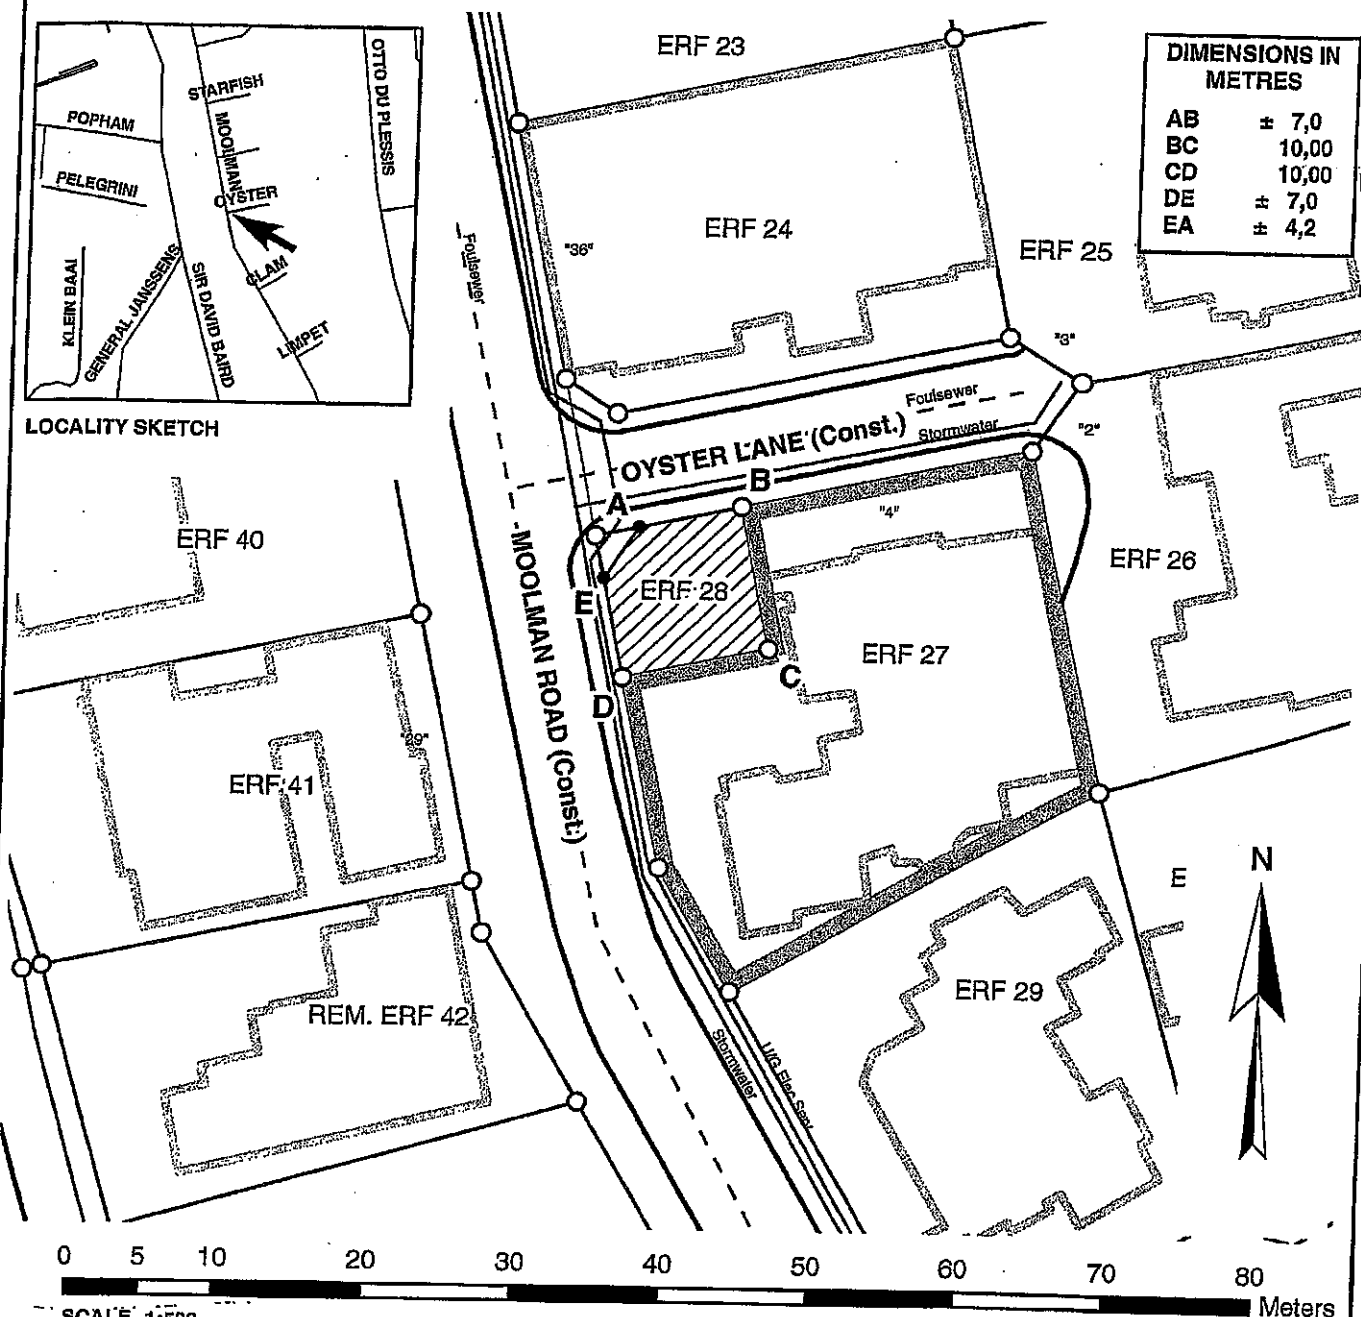 STARFISH
OTTO DU PLESSIS
POPHAM
MOOLMAN
PELEGRINI
OYSTER
CLAM
KLEIN BAAI
GENERAL JANSSENS
SIR DAVID BAIRD
LIMPET
LOCALITY SKETCH
DIMENSIONS IN
METRES
AB ± 7,0
BC 10,00
CD 10,00
DE ± 7,0
EA ± 4,2
ERF 23
ERF 24
"36"
ERF 25
Foulsewer
"3"
Foulsewer
OYSTER LANE (Const.)
Stormwater
"2"
A
B
"4"
ERF 40
ERF 26
ERF 28
E
MOOLMAN ROAD (Const.)
ERF 27
C
D
"29"
ERF 41
N
E
ERF 29
REM. ERF 42
Stormwater
U/G Elec Serv
0 5 10 20 30 40 50 60 70 80
Meters